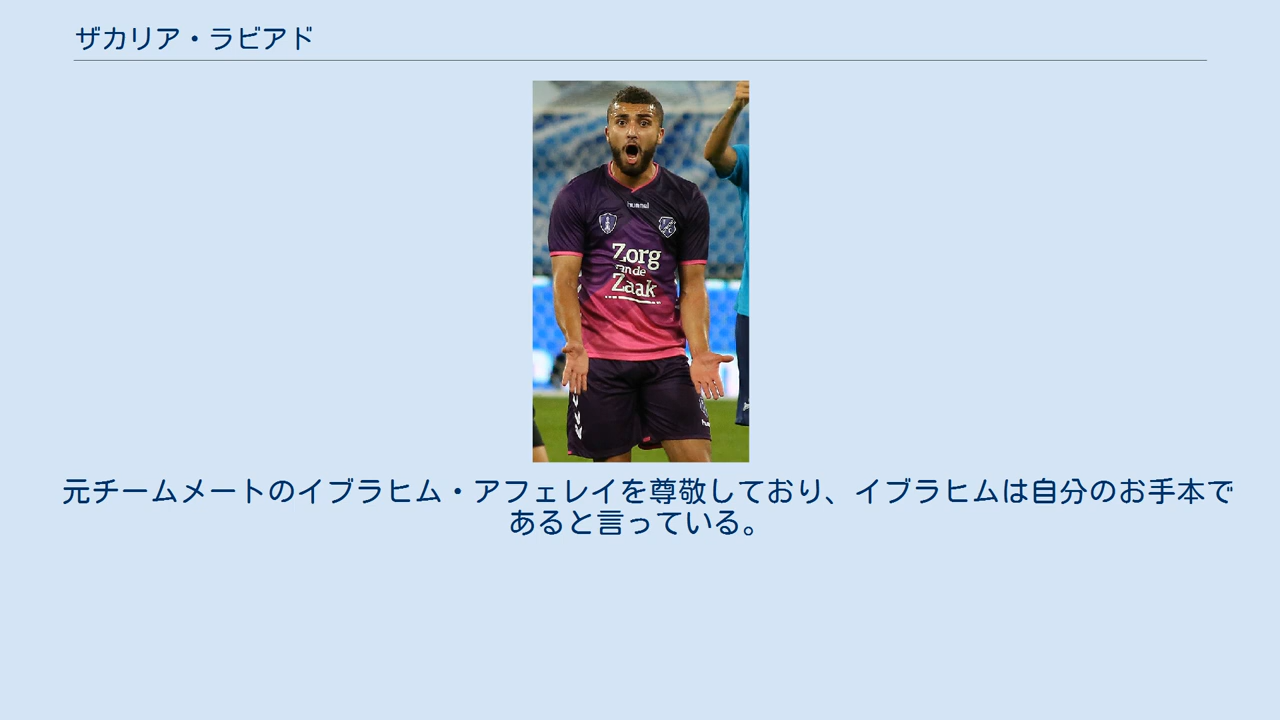 ザカリア・ラビアド
hummel
Zorg
van de
Zaak
元チームメートのイブラヒム・アフェレイを尊敬しており、イブラヒムは自分のお手本で
あると言っている。